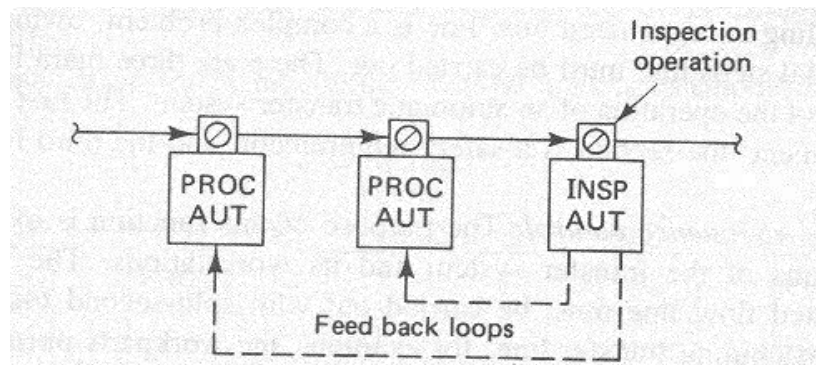 Inspection
operation
PROC
AUT
PROC
AUT
INSP
AUT
Feed back loops